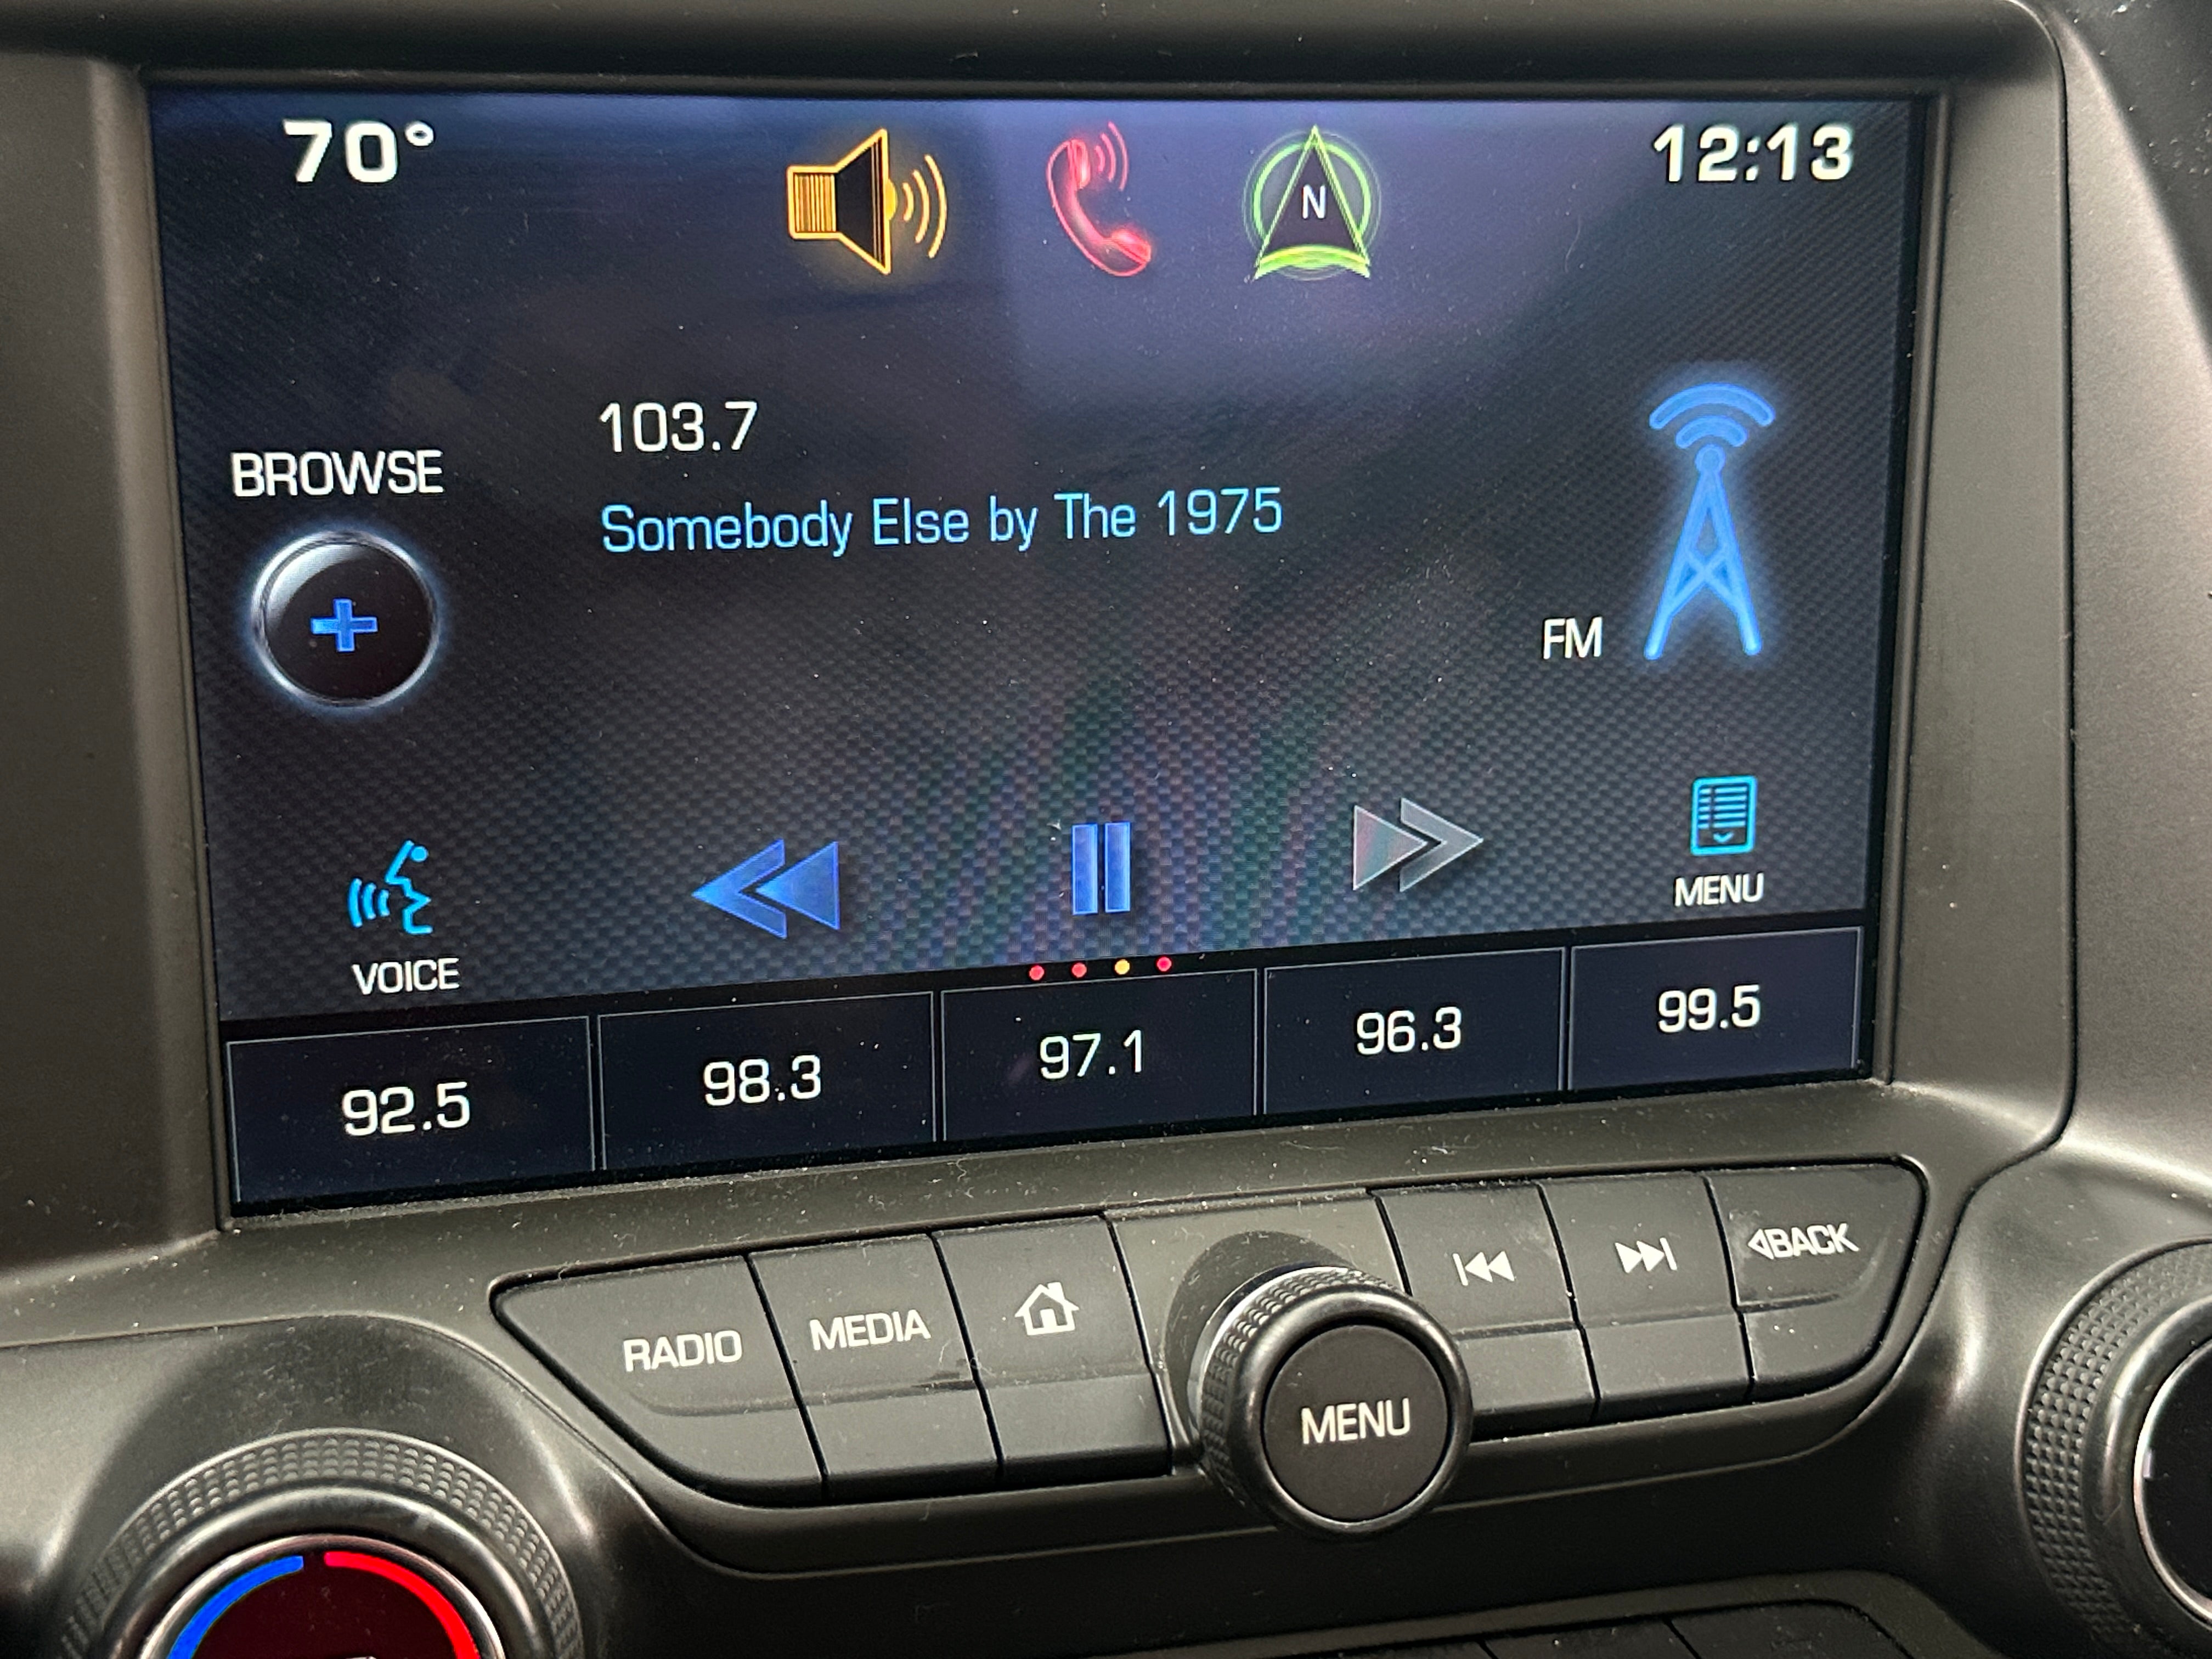 70°
N
12:13
103.7
BROWSE
Somebody Else by The 1975
FM
MENU
VOICE
92.5
98.3
97.1
96.3
99.5
RADIO
MEDIA
MENU
BACK